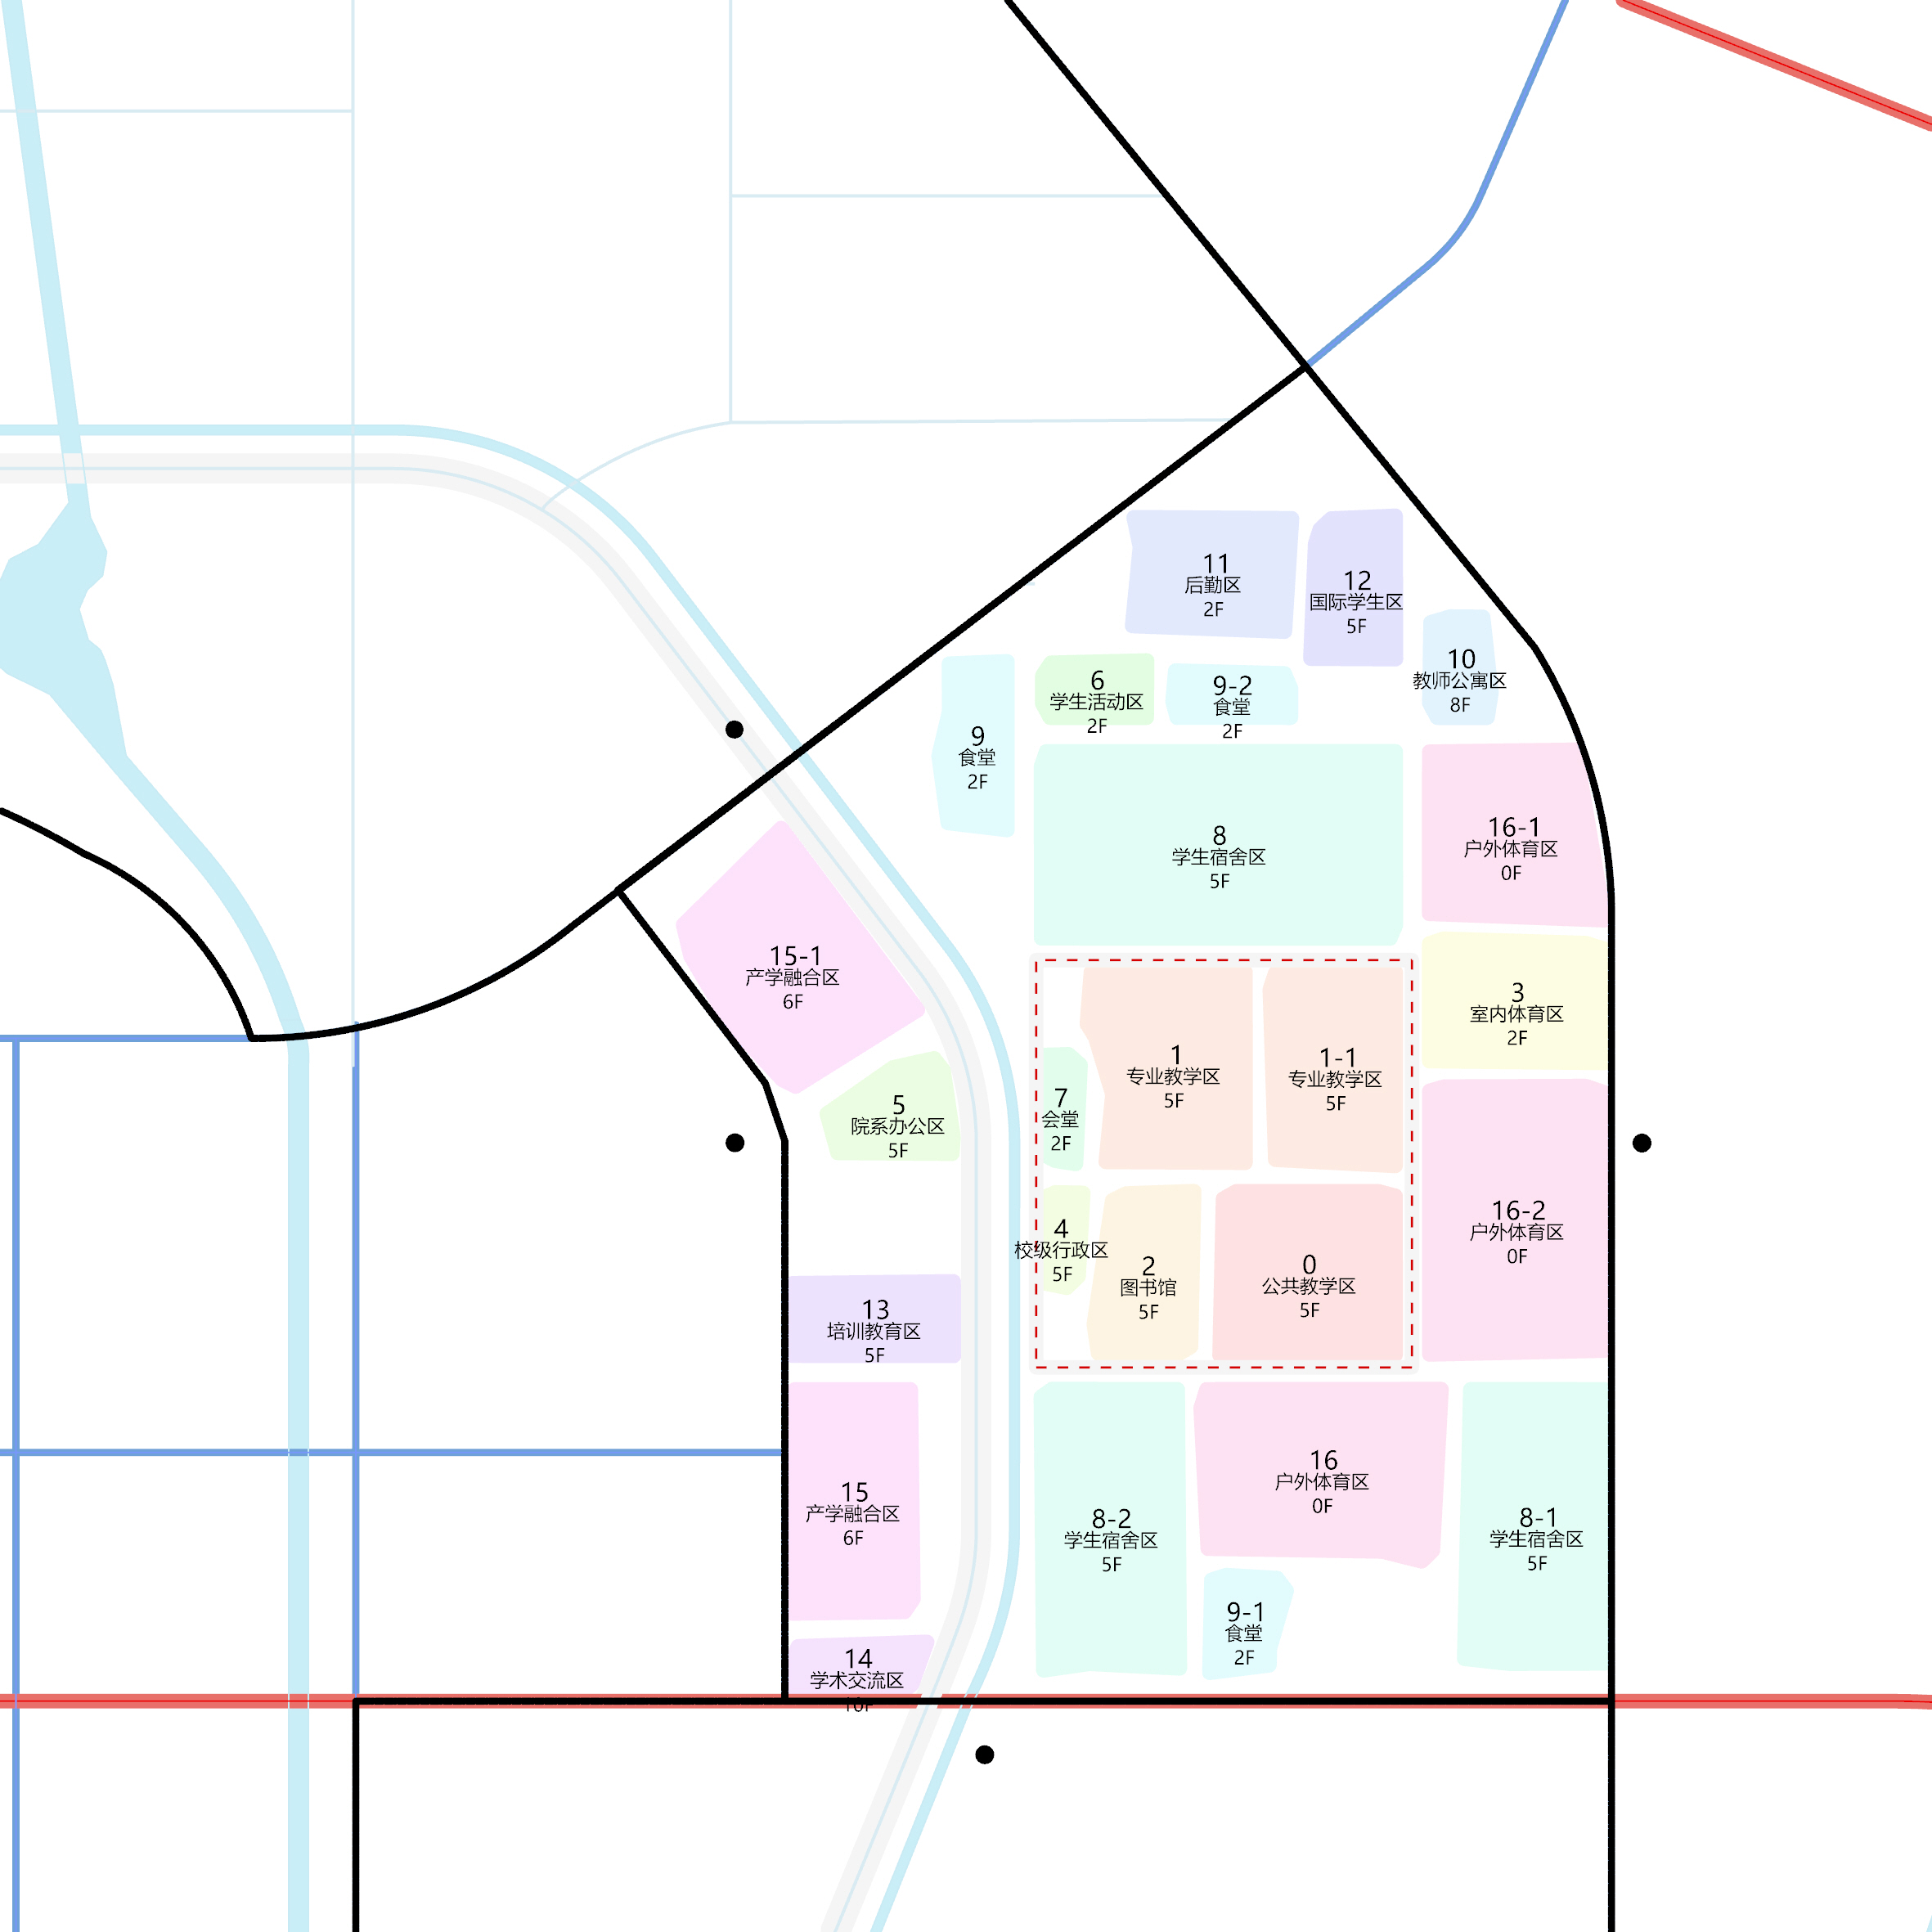 11
后勤区
2F
12
国际学生区
5F
10
教师公寓区
8F
6
学生活动区
2F
9-2
食堂
2F
9
食堂
2F
8
学生宿舍区
5F
16-1
户外体育区
0F
15-1
产学融合区
6F
3
室内体育区
2F
1
专业教学区
5F
1-1
专业教学区
5F
7
会堂
2F
5
院系办公区
5F
16-2
户外体育区
0F
4
校级行政区
5F
2
图书馆
5F
0
公共教学区
5F
13
培训教育区
5F
15
产学融合区
6F
16
户外体育区
0F
8-2
学生宿舍区
5F
8-1
学生宿舍区
5F
9-1
食堂
2F
14
学术交流区
10F